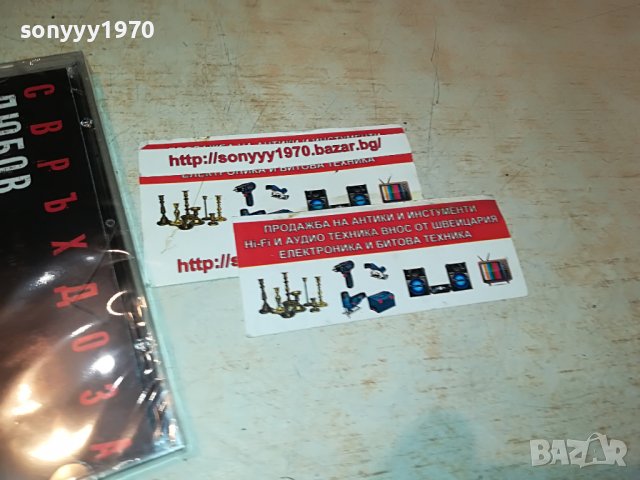 sonyyy1970
СВРЪХДОЗА
ЛЮБОВ
http://sonyyy1970.bazar.bg/
ЕЛЕКТРОНИКА И БИТОВА ТЕХНИКА
http://s
ПРОДАЖБА НА АНТИКИ И ИНСТУМЕНТИ
Hi-Fi И АУДИО ТЕХНИКА ВНОС ОТ ШВЕЙЦАРИЯ
- ЕЛЕКТРОНИКА И БИТОВА ТЕХНИКА
BAZAR